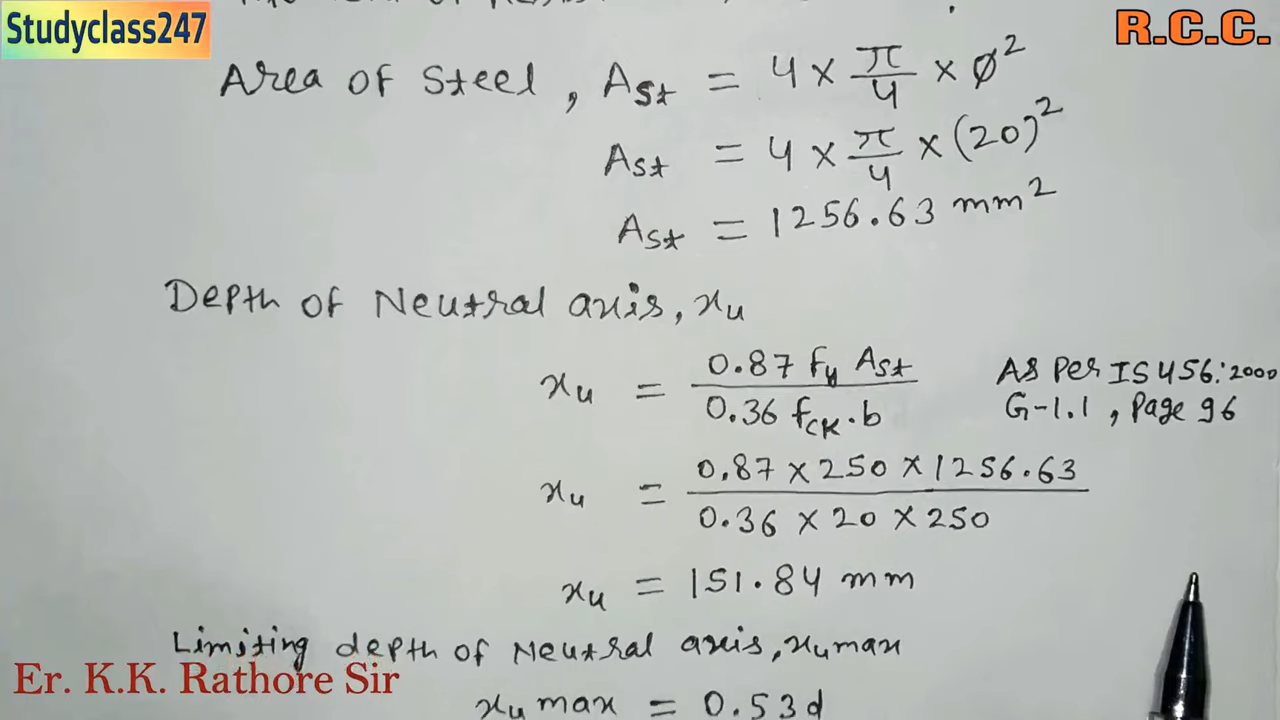 Studyclass247
R.C.C.
Area of Steel, Ast = 4 × π/4 × Ø²
Ast = 4 × π/4 × (20)²
Ast = 1256.63 mm²
Depth of Neutral axis, xu
xu = 0.87 fy Ast / 0.36 fck.b
As Per IS 456:2000
G-1.1, Page 96
xu = 0.87 × 250 × 1256.63 / 0.36 × 20 × 250
xu = 151.84 mm
Limiting depth of Neutral axis, xumax
Er. K.K. Rathore Sir
xumax = 0.53d